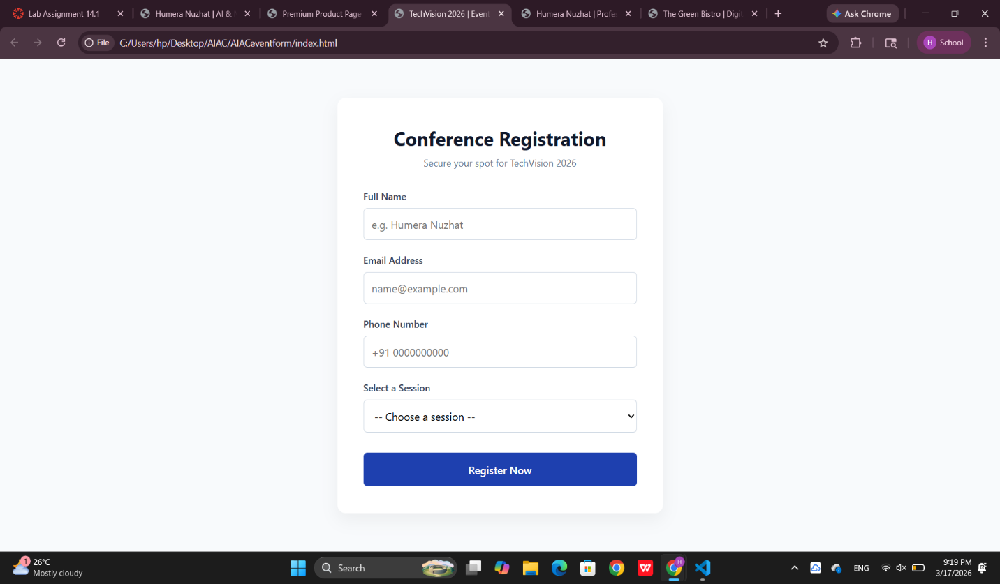 Lab Assignment 14.1
Humera Nuzhat | AI &
Premium Product Page
TechVision 2026 | Event
Humera Nuzhat | Profes
The Green Bistro | Digit
Ask Chrome
File
C:/Users/hp/Desktop/AIAC/AIACeventform/index.html
H
School
Conference Registration
Secure your spot for TechVision 2026
Full Name
e.g. Humera Nuzhat
Email Address
name@example.com
Phone Number
+91 0000000000
Select a Session
-- Choose a session --
Register Now
1
26°C
Mostly cloudy
Search
W
H
ENG
9:19 PM
3/17/2026